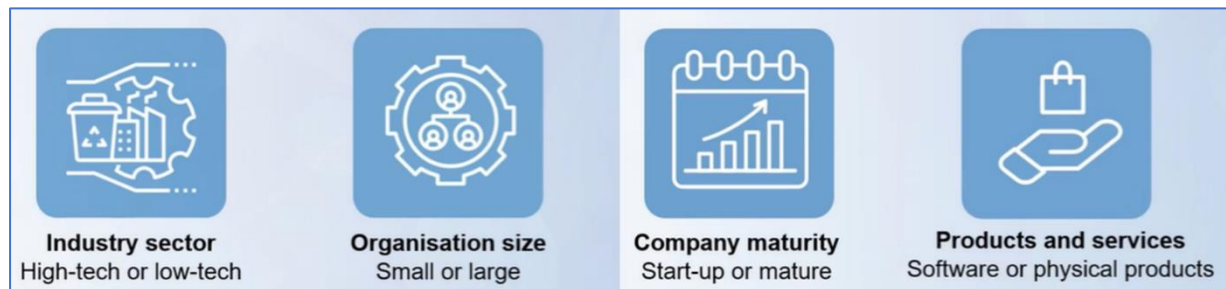 Industry sector
High-tech or low-tech
Organisation size
Small or large
Company maturity
Start-up or mature
Products and services
Software or physical products